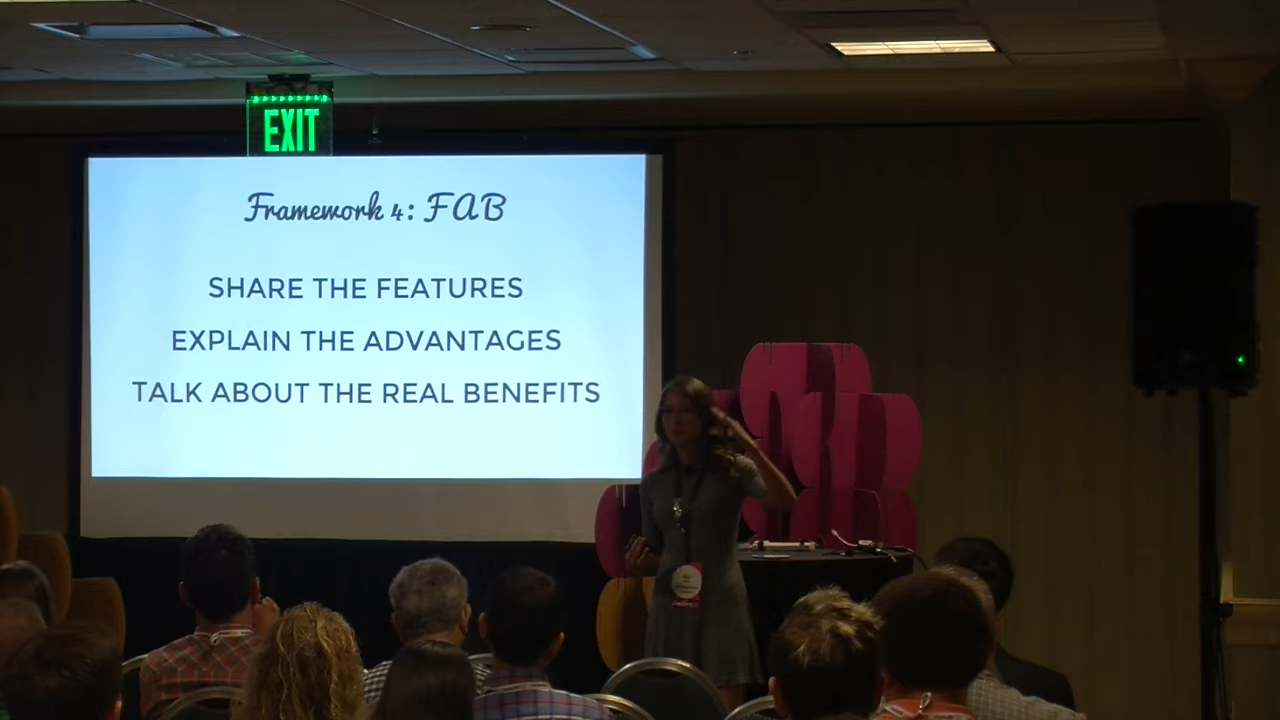 EXIT
Framework 4: FAB
SHARE THE FEATURES
EXPLAIN THE ADVANTAGES
TALK ABOUT THE REAL BENEFITS